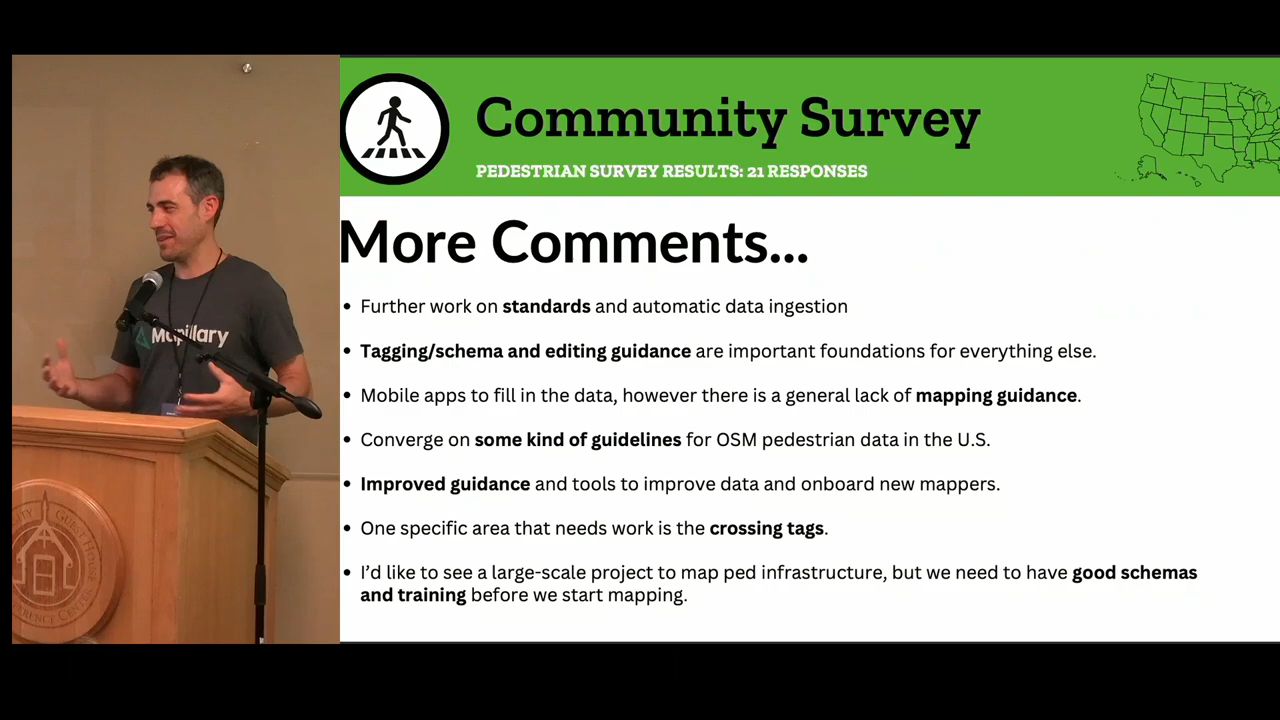 Community Survey
PEDESTRIAN SURVEY RESULTS: 21 RESPONSES
More Comments...
• Further work on standards and automatic data ingestion
• Tagging/schema and editing guidance are important foundations for everything else.
• Mobile apps to fill in the data, however there is a general lack of mapping guidance.
• Converge on some kind of guidelines for OSM pedestrian data in the U.S.
• Improved guidance and tools to improve data and onboard new mappers.
• One specific area that needs work is the crossing tags.
• I'd like to see a large-scale project to map ped infrastructure, but we need to have good schemas
and training before we start mapping.
Mapillary